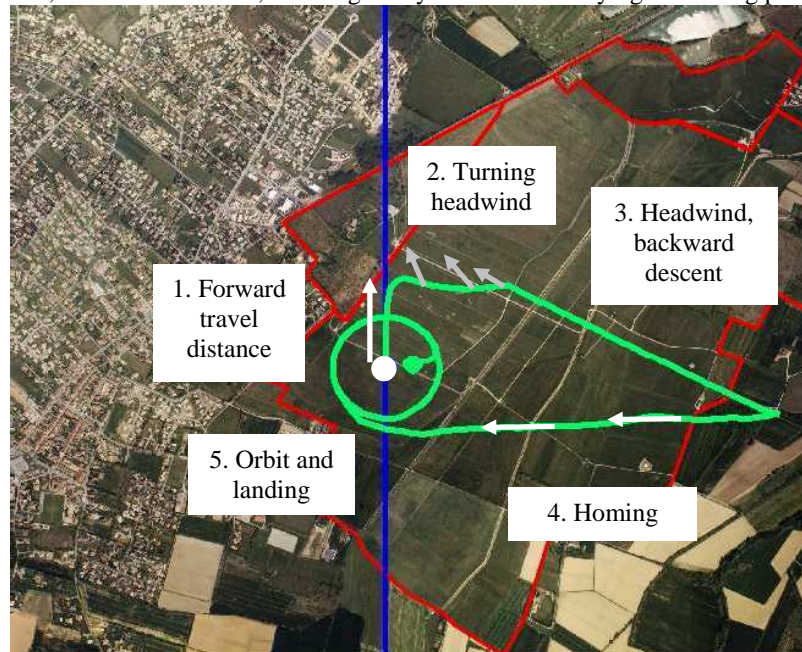 2. Turning
headwind
3. Headwind,
backward
descent
1. Forward
travel
distance
5. Orbit and
landing
4. Homing